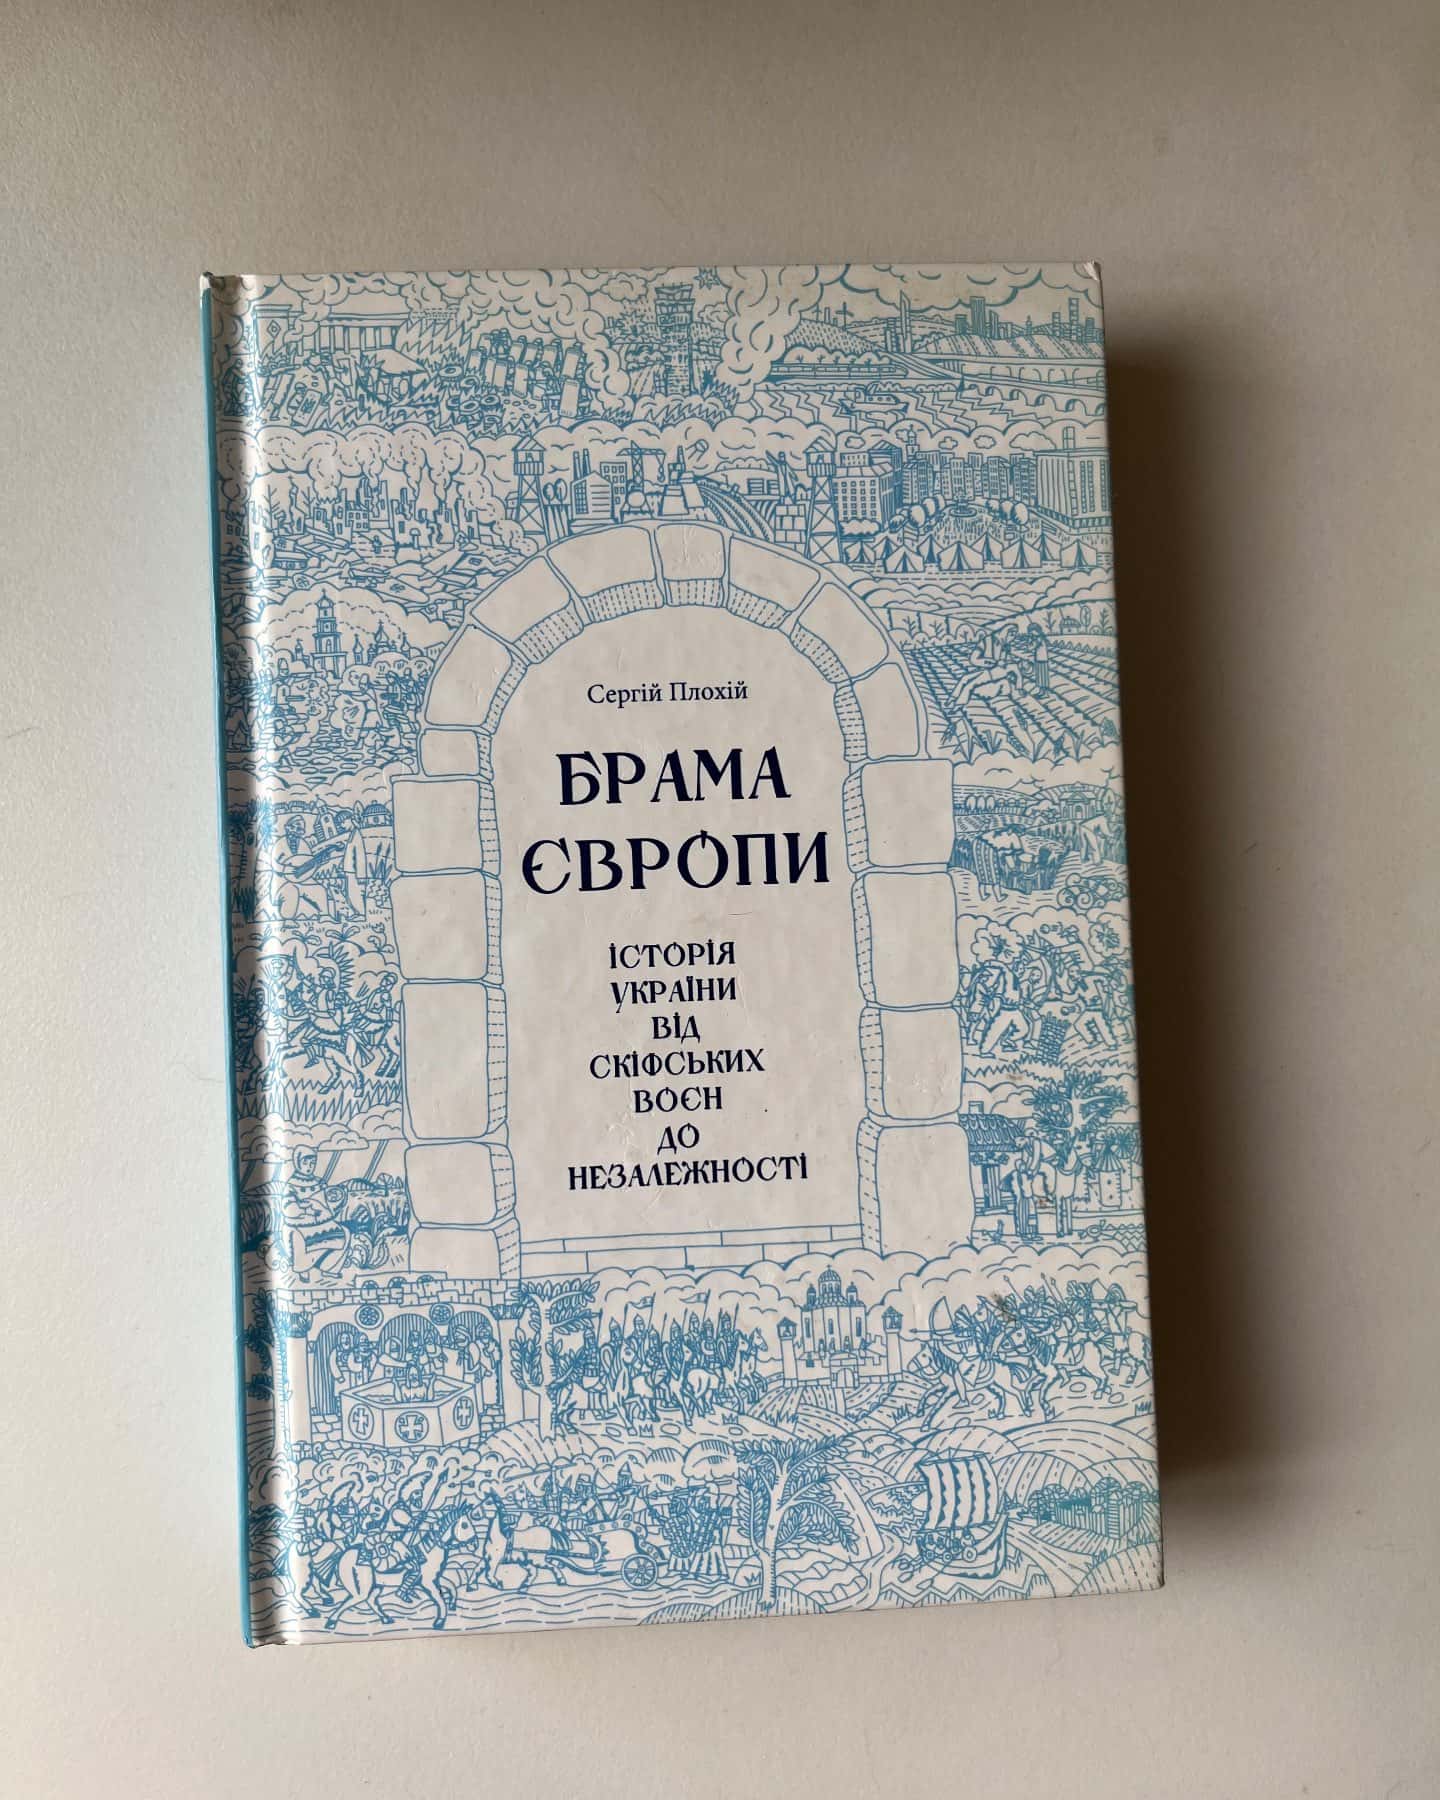 Сергій Плохій
БРАМА
ЄВРОПИ
ІСТОРІЯ
УКРАЇНИ
ВІД
СКІФСЬКИХ
ВОЄН
ДО
НЕЗАЛЕЖНОСТІ